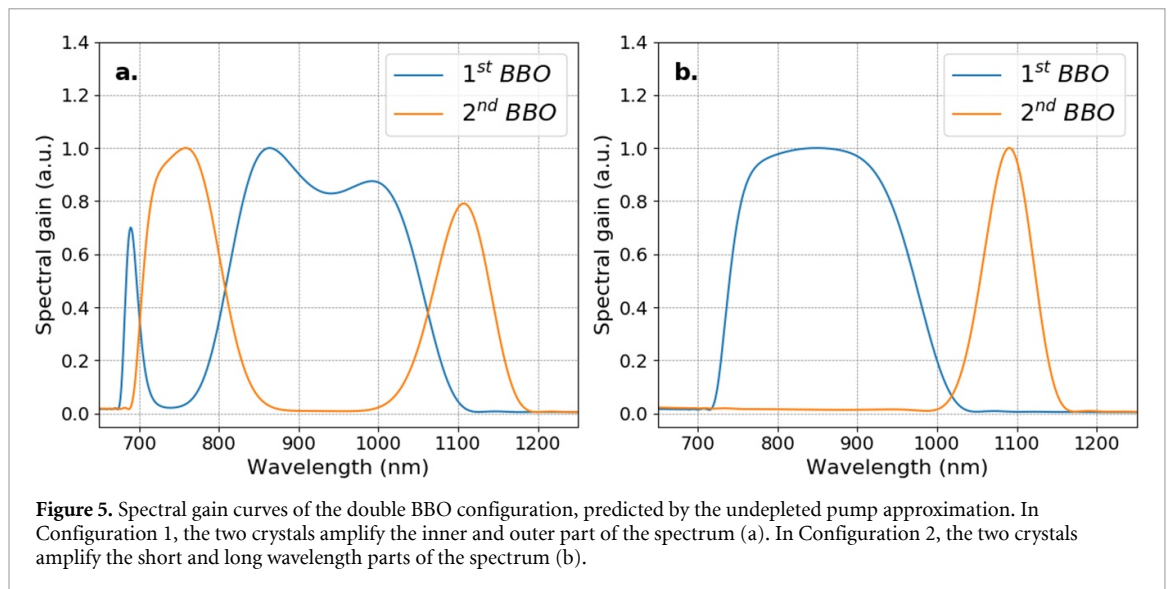 a.
1st BBO
2nd BBO
Spectral gain (a.u.)
1.4
1.2
1.0
0.8
0.6
0.4
0.2
0.0
700 800 900 1000 1100 1200
Wavelength (nm)
b.
1st BBO
2nd BBO
Spectral gain (a.u.)
1.4
1.2
1.0
0.8
0.6
0.4
0.2
0.0
700 800 900 1000 1100 1200
Wavelength (nm)
Figure 5. Spectral gain curves of the double BBO configuration, predicted by the undepleted pump approximation. In
Configuration 1, the two crystals amplify the inner and outer part of the spectrum (a). In Configuration 2, the two crystals
amplify the short and long wavelength parts of the spectrum (b).